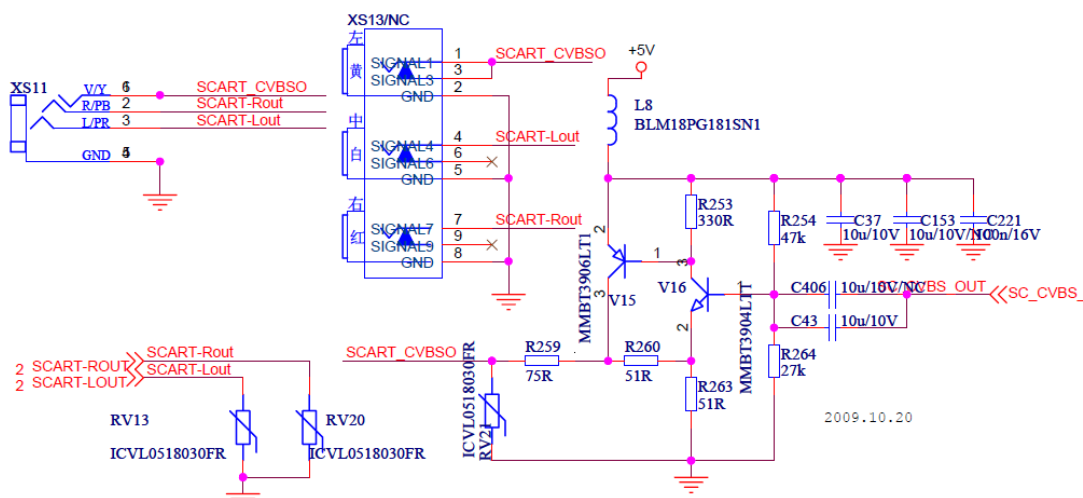 XS13/NC
左
黄
SIGNAL1
SIGNAL3
GND
1
3
2
SCART_CVBSO
中
白
SIGNAL4
SIGNAL6
GND
4
6
5
SCART-Lout
右
红
SIGNAL7
SIGNAL9
GND
7
9
8
SCART-Rout
XS11
V/Y
R/PB
L/PR
GND
2
3
SCART_CVBSO
SCART-Rout
SCART-Lout
+5V
L8
BLM18PG181SN1
R253
330R
R254
47k
C37
10u/10V
C153
10u/10V/NC
C221
100n/16V
2
1
3
V15
MMBT3906LT1
3
1
2
V16
MMBT3904LT1
C406
10u/10V/NC
SC_CVBS_OUT
SC_CVBS_
C43
10u/10V
R264
27k
SCART_CVBSO
R259
75R
R260
51R
R263
51R
ICVL0518030FR
RV21
2009.10.20
2 SCART-ROUT
2 SCART-LOUT
SCART-Rout
SCART-Lout
RV13
ICVL0518030FR
RV20
ICVL0518030FR